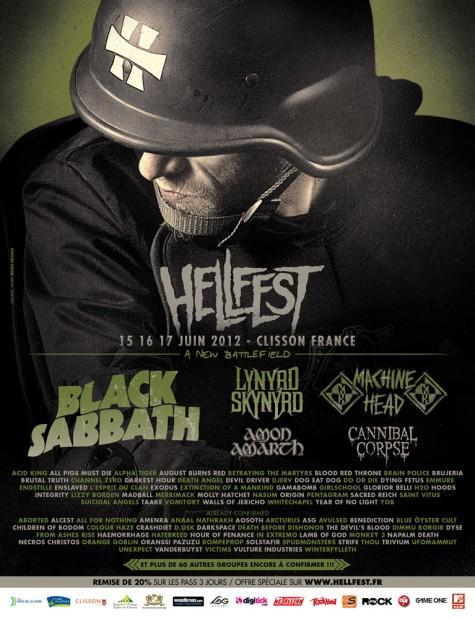 HELLFEST
15 16 17 JUIN 2012 - CLISSON FRANCE
A NEW BATTLEFIELD
BLACK SABBATH
LYNYRD SKYNYRD
MACHINE HEAD
AMON AMARTH
CANNIBAL CORPSE
ACID KING ALL PIGS MUST DIE ALPHA TIGER AUGUST BURNS RED BETRAYING THE MARTYRS BLOOD RED THRONE BRAIN POLICE BRUJERIA
BRUTAL TRUTH CHANNEL ZERO DARKEST HOUR DEATH ANGEL DEVIL DRIVER DJERV DOG EAT DOG DO OR DIE DYING FETUS EMMURE
ENDSTILLE ENSLAVED L'ESPRIT DU CLAN EXODUS EXTINCTION OF A MANKIND GAMABOMB GIRLSCHOOL GLORIOR BELLI H2O HOODS
INTEGRITY LIZZY BORDEN MADBALL MERRIMACK MOLLY HATCHET NASUM ORIGIN PENTAGRAM SACRED REICH SAINT VITUS
SUICIDAL ANGELS TAAKE VOMITORY WALLS OF JERICHO WHITECHAPEL YEAR OF NO LIGHT YOB
ALREADY CONFIRMED
ABORTED ALCEST ALL FOR NOTHING AMENRA ANAAL NATHRAKH AOSOTH ARCTURUS ASG AVULSED BENEDICTION BLUE ÖYSTER CULT
CHILDREN OF BODOM COLOUR HAZE CRASHDIET D.USK DARKSPACE DEATH BEFORE DISHONOR THE DEVIL'S BLOOD DIMMU BORGIR DYSE
FROM ASHES RISE HAEMORRHAGE HATEBREED HOUR OF PENANCE IN EXTREMO LAMB OF GOD MONKEY 3 NAPALM DEATH
NECROS CHRISTOS ORANGE GOBLIN ORANSSI PAZUZU ROMPEPROP SOLSTAFIR SPUDMONSTERS STRIFE THOU TRIVIUM UFOMAMMUT
UNEXPECT VANDERBUYST VICTIMS VULTURE INDUSTRIES WINTERFYLLETH
ET PLUS DE 60 AUTRES GROUPES ENCORE À CONFIRMER !!!
REMISE DE 20% SUR LES PASS 3 JOURS / OFFRE SPÉCIALE SUR WWW.HELLFEST.FR
CLISSON digitick ROCK GAME ONE